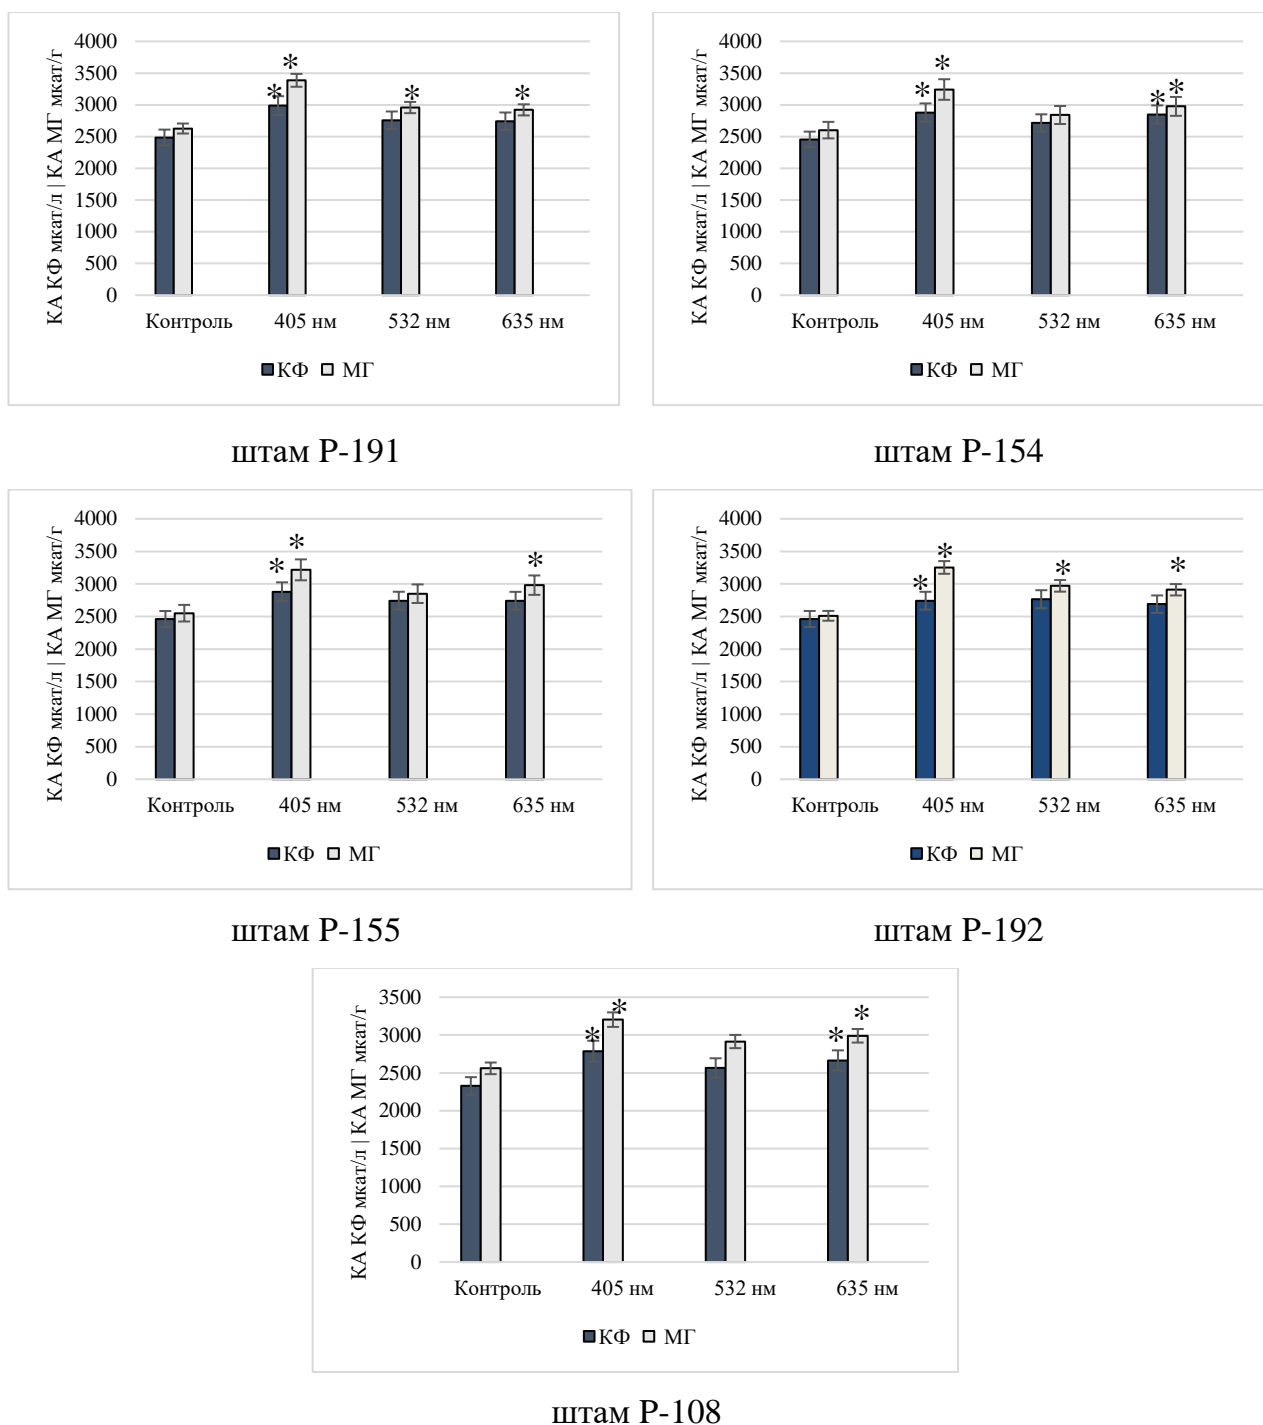 КА КФ мкат/л | КА МГ мкат/г
4000
3500
3000
2500
2000
1500
1000
500
0
* * * *
Контроль 405 нм 532 нм 635 нм
КФ МГ
штам Р-191
КА КФ мкат/л | КА МГ мкат/г
4000
3500
3000
2500
2000
1500
1000
500
0
* * * *
Контроль 405 нм 532 нм 635 нм
КФ МГ
штам Р-154
КА КФ мкат/л | КА МГ мкат/г
4000
3500
3000
2500
2000
1500
1000
500
0
* * *
Контроль 405 нм 532 нм 635 нм
КФ МГ
штам Р-155
КА КФ мкат/л | КА МГ мкат/г
4000
3500
3000
2500
2000
1500
1000
500
0
* * * *
Контроль 405 нм 532 нм 635 нм
КФ МГ
штам Р-192
КА КФ мкат/л | КА МГ мкат/г
3500
3000
2500
2000
1500
1000
500
0
* * * *
Контроль 405 нм 532 нм 635 нм
КФ МГ
штам Р-108